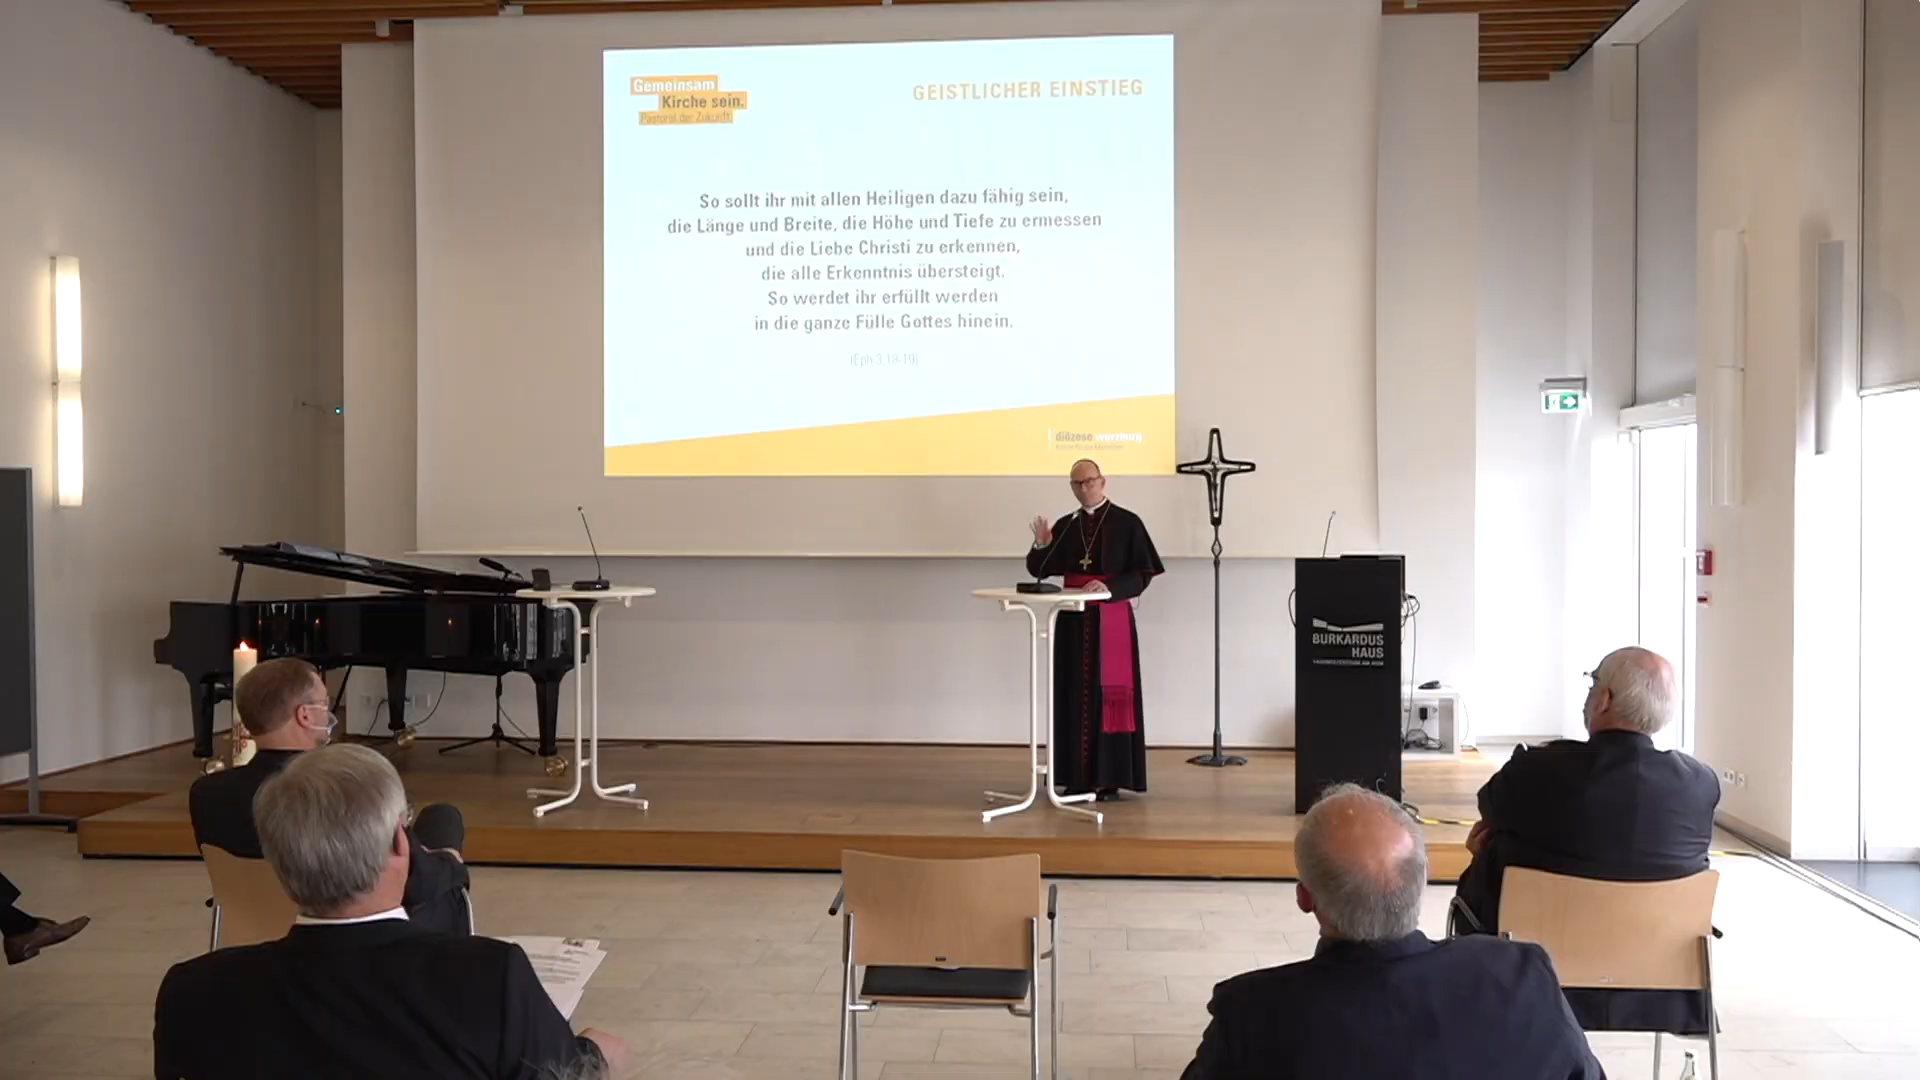 Gemeinsam
Kirche sein.
Pastoral der Zukunft
GEISTLICHER EINSTIEG
So sollt ihr mit allen Heiligen dazu fähig sein,
die Länge und Breite, die Höhe und Tiefe zu ermessen
und die Liebe Christi zu erkennen,
die alle Erkenntnis übersteigt.
So werdet ihr erfüllt werden
in die ganze Fülle Gottes hinein.
(Eph 3,18-19)
diözese würzburg
BURKARDUS
HAUS